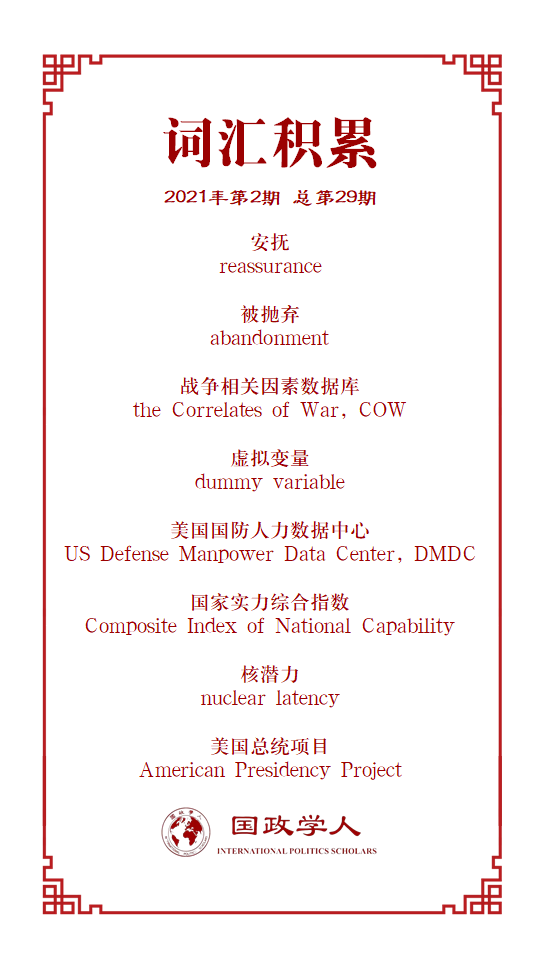 词汇积累
2021年第2期 总第29期
安抚
reassurance
被抛弃
abandonment
战争相关因素数据库
the Correlates of War, COW
虚拟变量
dummy variable
美国国防人力数据中心
US Defense Manpower Data Center, DMDC
国家实力综合指数
Composite Index of National Capability
核潜力
nuclear latency
美国总统项目
American Presidency Project
国政学人
INTERNATIONAL POLITICS SCHOLARS